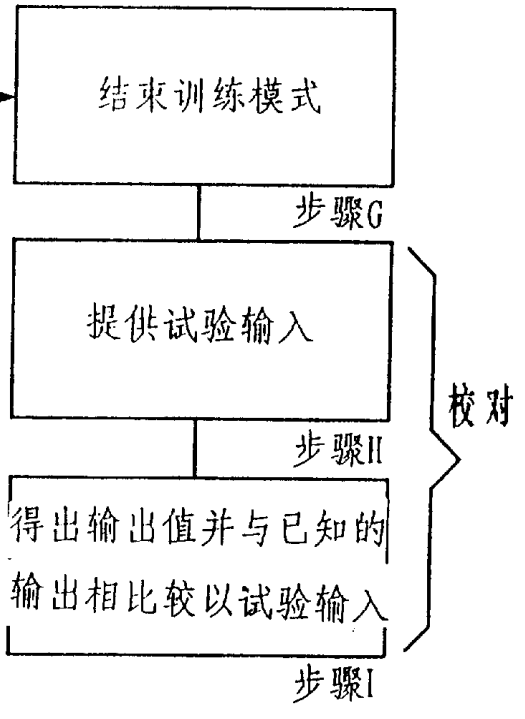 结束训练模式
步骤G
提供试验输入
步骤H
校对
得出输出值并与已知的
输出相比较以试验输入
步骤I